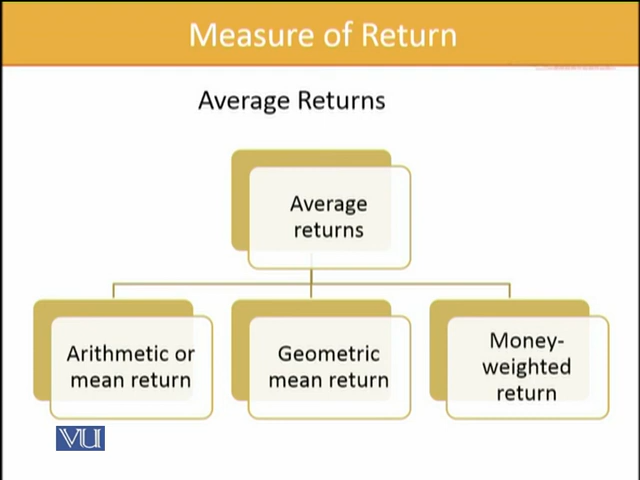 Measure of Return
Average Returns
Average
returns
Arithmetic or
mean return
Geometric
mean return
Money-
weighted
return
VU